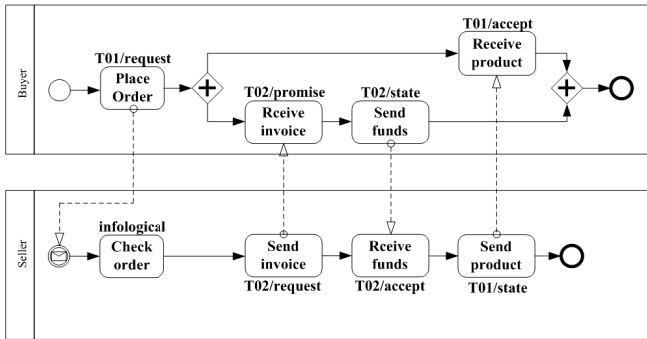 Buyer
T01/request
Place
Order
T02/promise
Rceive
invoice
T02/state
Send
funds
T01/accept
Receive
product
Seller
infological
Check
order
Send
invoice
T02/request
Rceive
funds
T02/accept
Send
product
T01/state